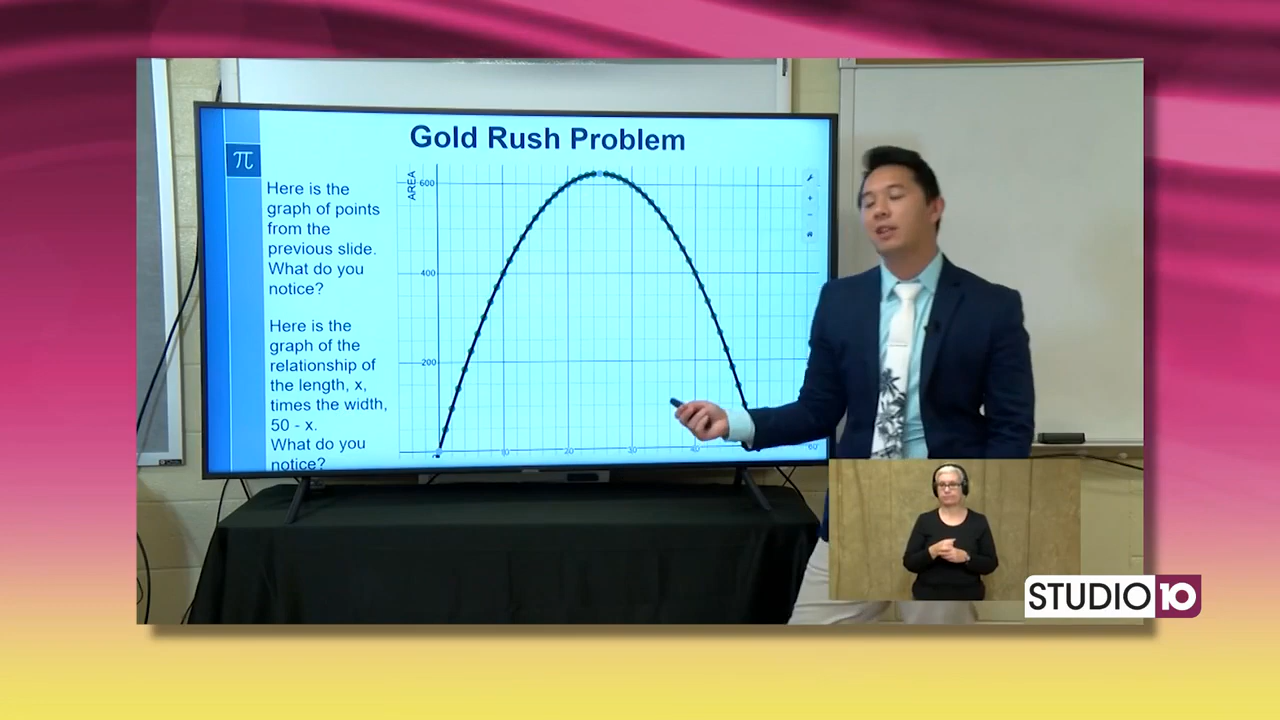 Gold Rush Problem
π
Here is the
graph of points
from the
previous slide.
What do you
notice?
Here is the
graph of the
relationship of
the length, x,
times the width,
50 - x.
What do you
notice?
AREA
600
400
200
10
20
30
40
60
STUDIO 10